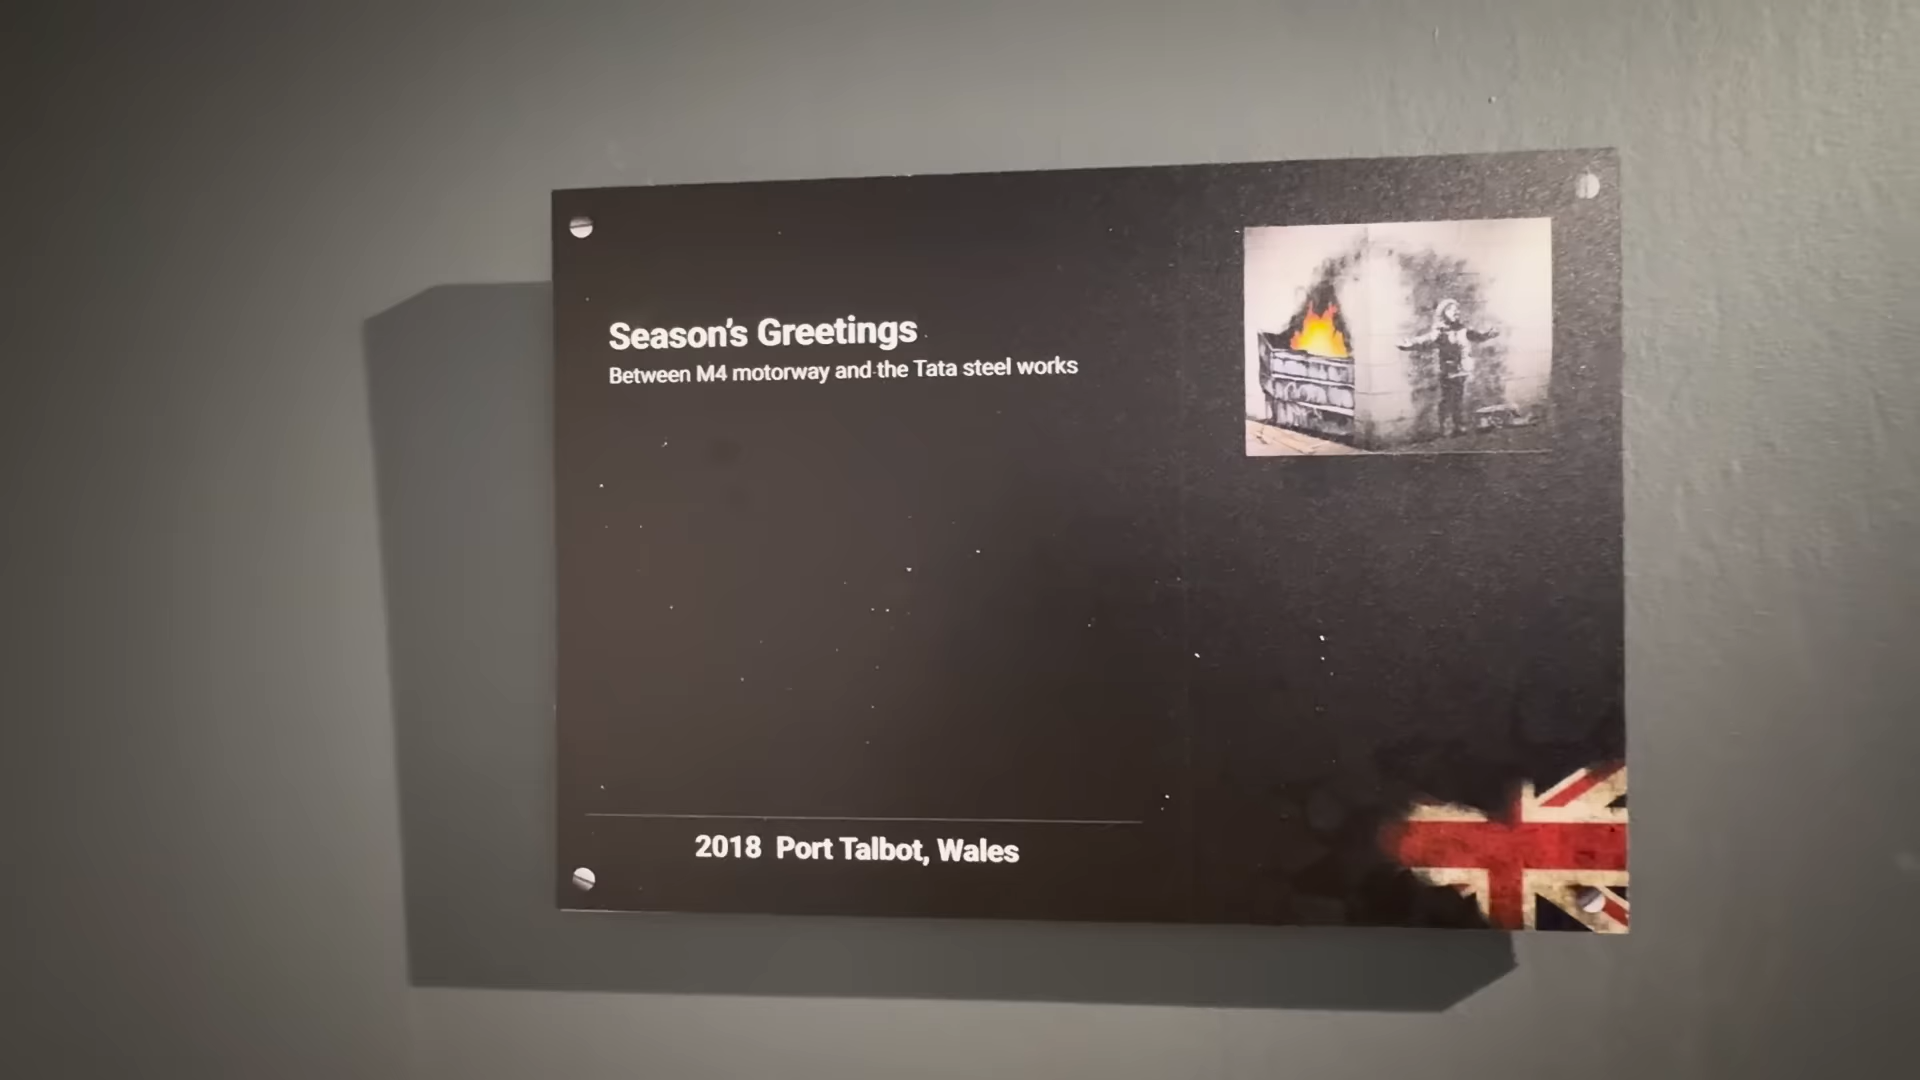 Season's Greetings
Between M4 motorway and the Tata steel works
2018 Port Talbot, Wales